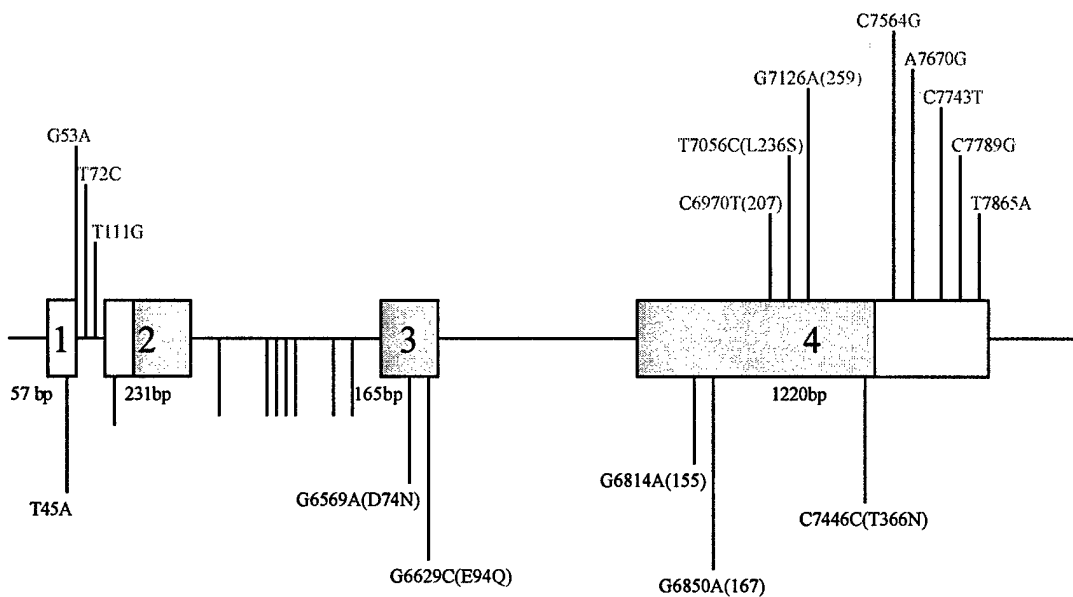 C7564G
A7670G
G7126A(259)
C7743T
G53A
T7056C(L236S)
C7789G
T72C
C6970T(207)
T7865A
T111G
1
2
3
4
57 bp
231bp
165bp
1220bp
T45A
G6569A(D74N)
G6814A(155)
C7446C(T366N)
G6629C(E94Q)
G6850A(167)